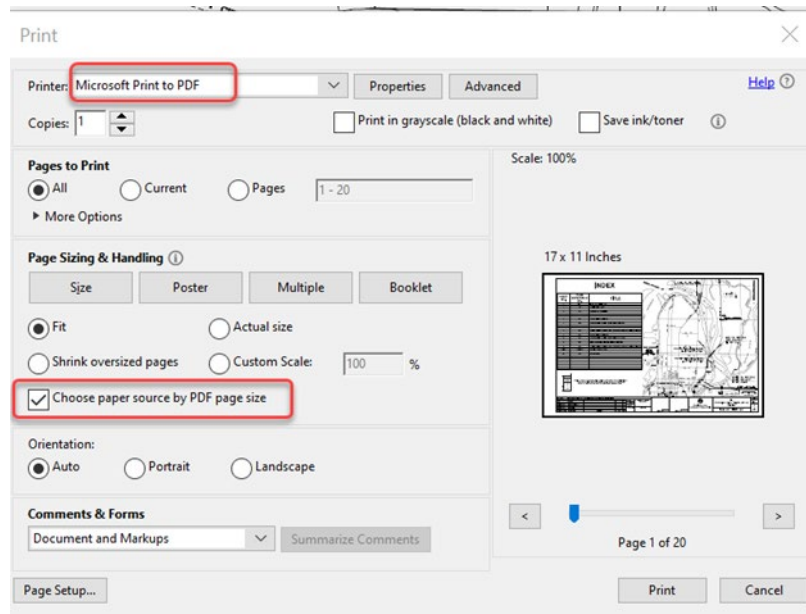 Print
Printer: Microsoft Print to PDF Properties Advanced Help
Copies: 1 Print in grayscale (black and white) Save ink/toner
Pages to Print
All Current Pages 1 - 20
More Options
Scale: 100%
Page Sizing & Handling
Size Poster Multiple Booklet
Fit Actual size
Shrink oversized pages Custom Scale: 100 %
Choose paper source by PDF page size
17 x 11 Inches
INDEX
TITLE
Orientation:
Auto Portrait Landscape
Comments & Forms
Document and Markups Summarize Comments
< >
Page 1 of 20
Page Setup... Print Cancel